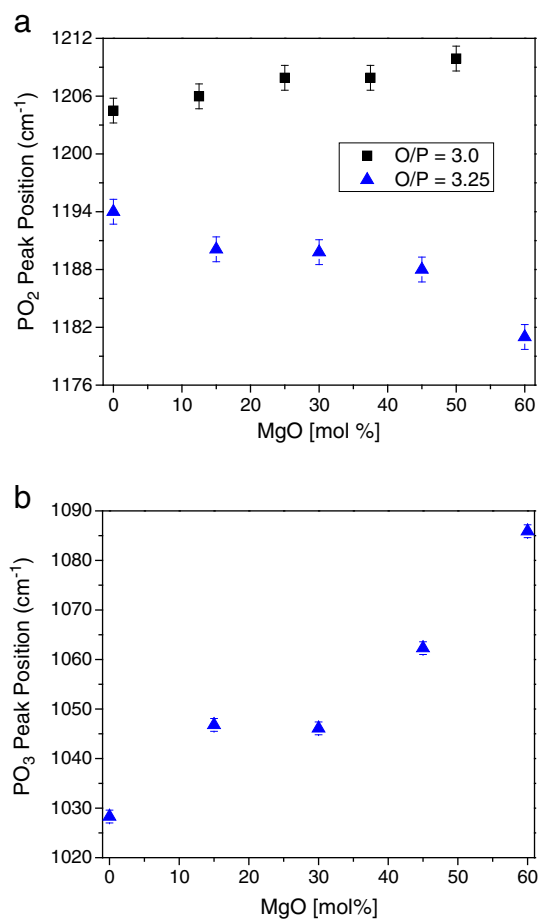 a
1212
1206
1200
1194
1188
1182
1176
PO₂ Peak Position (cm⁻¹)
O/P = 3.0
O/P = 3.25
0 10 20 30 40 50 60
MgO [mol %]
b
1090
1080
1070
1060
1050
1040
1030
1020
PO₃ Peak Position (cm⁻¹)
0 10 20 30 40 50 60
MgO [mol%]